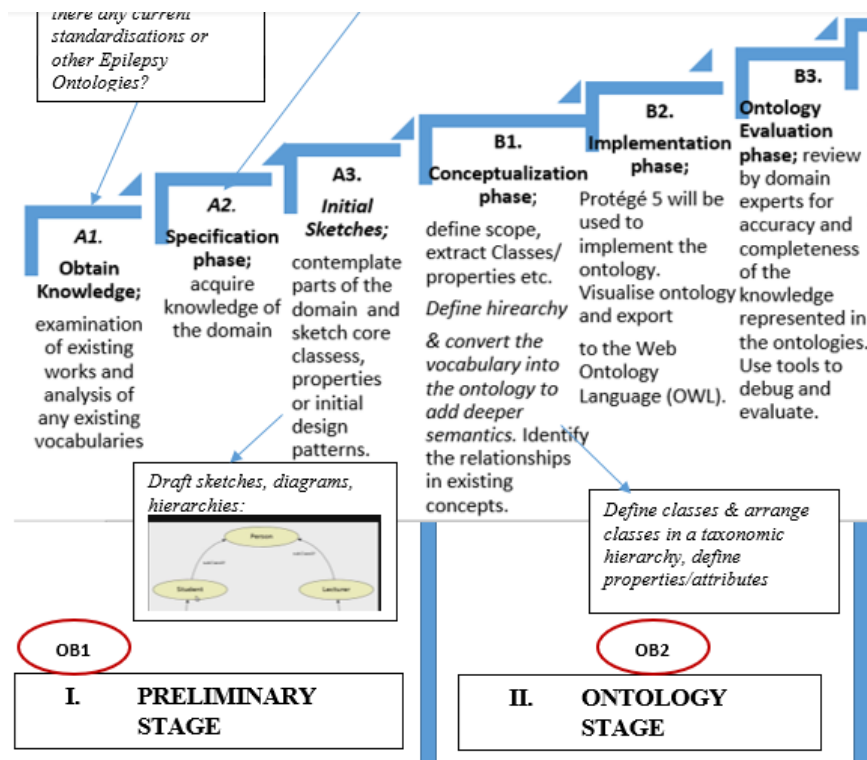 there any current
standardisations or
other Epilepsy
Ontologies?
A1.
Obtain
Knowledge;
examination
of existing
works and
analysis of
any existing
vocabularies
A2.
Specification
phase;
acquire
knowledge of
the domain
A3.
Initial
Sketches;
contemplate
parts of the
domain and
sketch core
classess,
properties
or initial
design
patterns.
Draft sketches, diagrams,
hierarchies:
Person
Student
Lecturer
B1.
Conceptualization
phase;
define scope,
extract Classes/
properties etc.
Define hirearchy
& convert the
vocabulary into
the ontology to
add deeper
semantics. Identify
the relationships
in existing
concepts.
B2.
Implementation
phase;
Protégé 5 will be
used to
implement the
ontology.
Visualise ontology
and export
to the Web
Ontology
Language (OWL).
B3.
Ontology
Evaluation
phase; review
by domain
experts for
accuracy and
completeness
of the
knowledge
represented in
the ontologies.
Use tools to
debug and
evaluate.
Define classes & arrange
classes in a taxonomic
hierarchy, define
properties/attributes
OB1
I. PRELIMINARY
STAGE
OB2
II. ONTOLOGY
STAGE